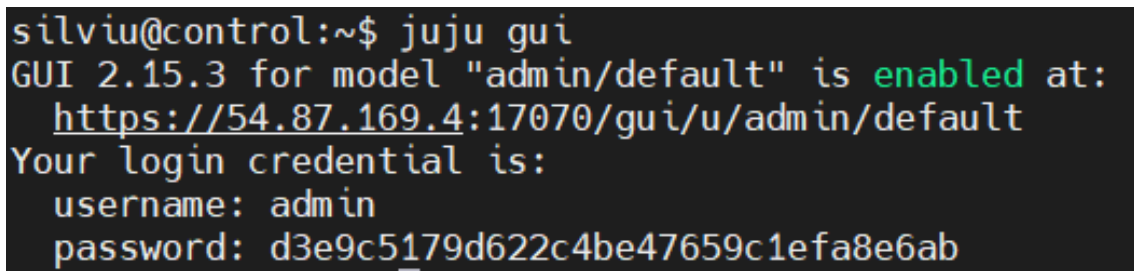 silviu@control:~$ juju gui
GUI 2.15.3 for model "admin/default" is enabled at:
https://54.87.169.4:17070/gui/u/admin/default
Your login credential is:
username: admin
password: d3e9c5179d622c4be47659c1efa8e6ab